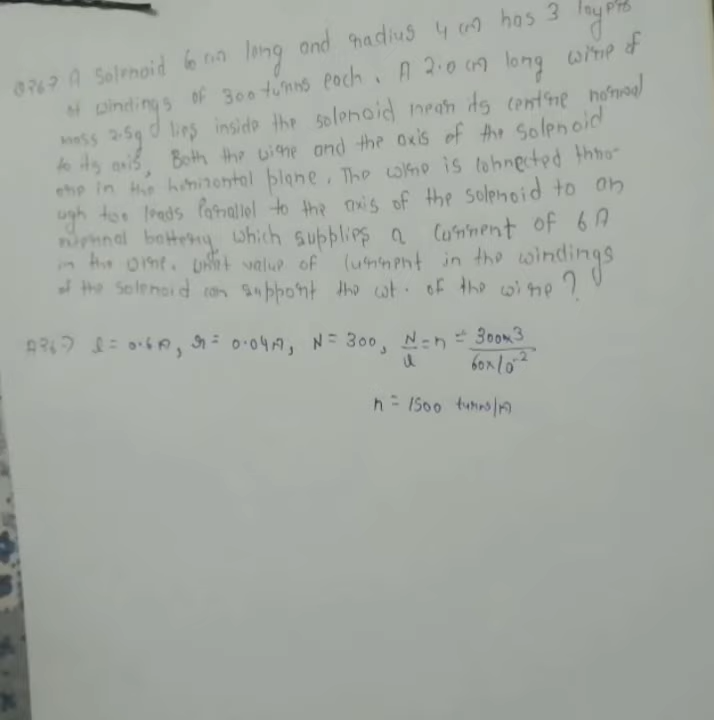 Q26> A solenoid 60 cm long and radius 4 cm has 3 layers
of windings of 300 turns each. A 2.0 cm long wire of
mass 2.5g lies inside the solenoid near its centre normal
to its axis, Both the wire and the axis of the solenoid
are in the horizontal plane. The wire is connected thro-
ugh two leads parallel to the axis of the solenoid to an
external battery which supplies a current of 6 A
in the wire. What value of current in the windings
of the solenoid can support the wt. of the wire ?
A26> l = 0.6m, r = 0.04m, N = 300, N/l = n = 300×3/60×10⁻²
n = 1500 turns/m